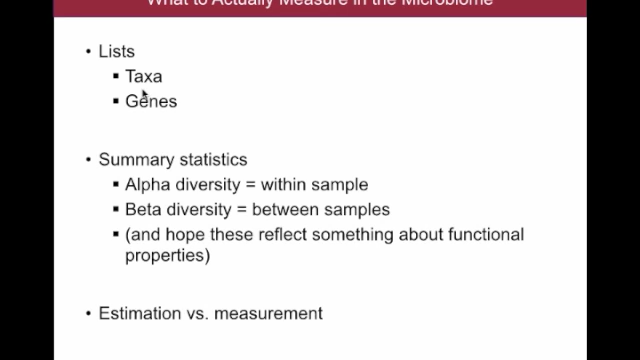 What to Actually Measure in the Microbiome
• Lists
▪ Taxa
▪ Genes
• Summary statistics
▪ Alpha diversity = within sample
▪ Beta diversity = between samples
▪ (and hope these reflect something about functional
properties)
• Estimation vs. measurement